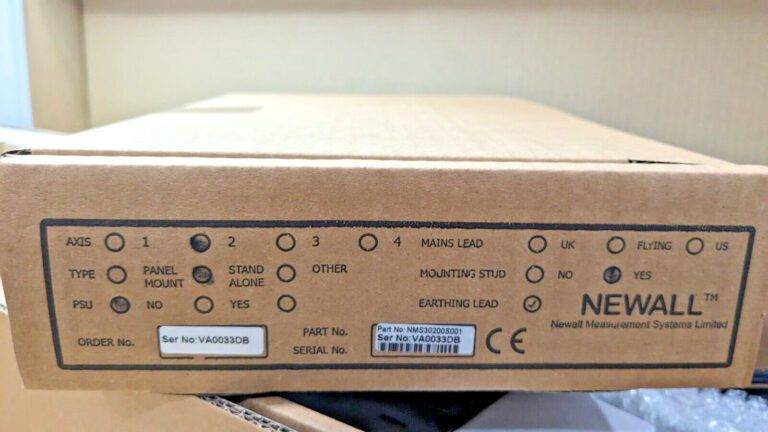 AXIS 1 2 3 4 MAINS LEAD UK FLYING US
TYPE PANEL MOUNT STAND ALONE OTHER MOUNTING STUD NO YES
PSU NO YES EARTHING LEAD NEWALL™
Newall Measurement Systems Limited
ORDER No. Ser No: VA0033DB PART No. Part No: NMS30200S001
SERIAL No. Ser No: VA0033DB CE